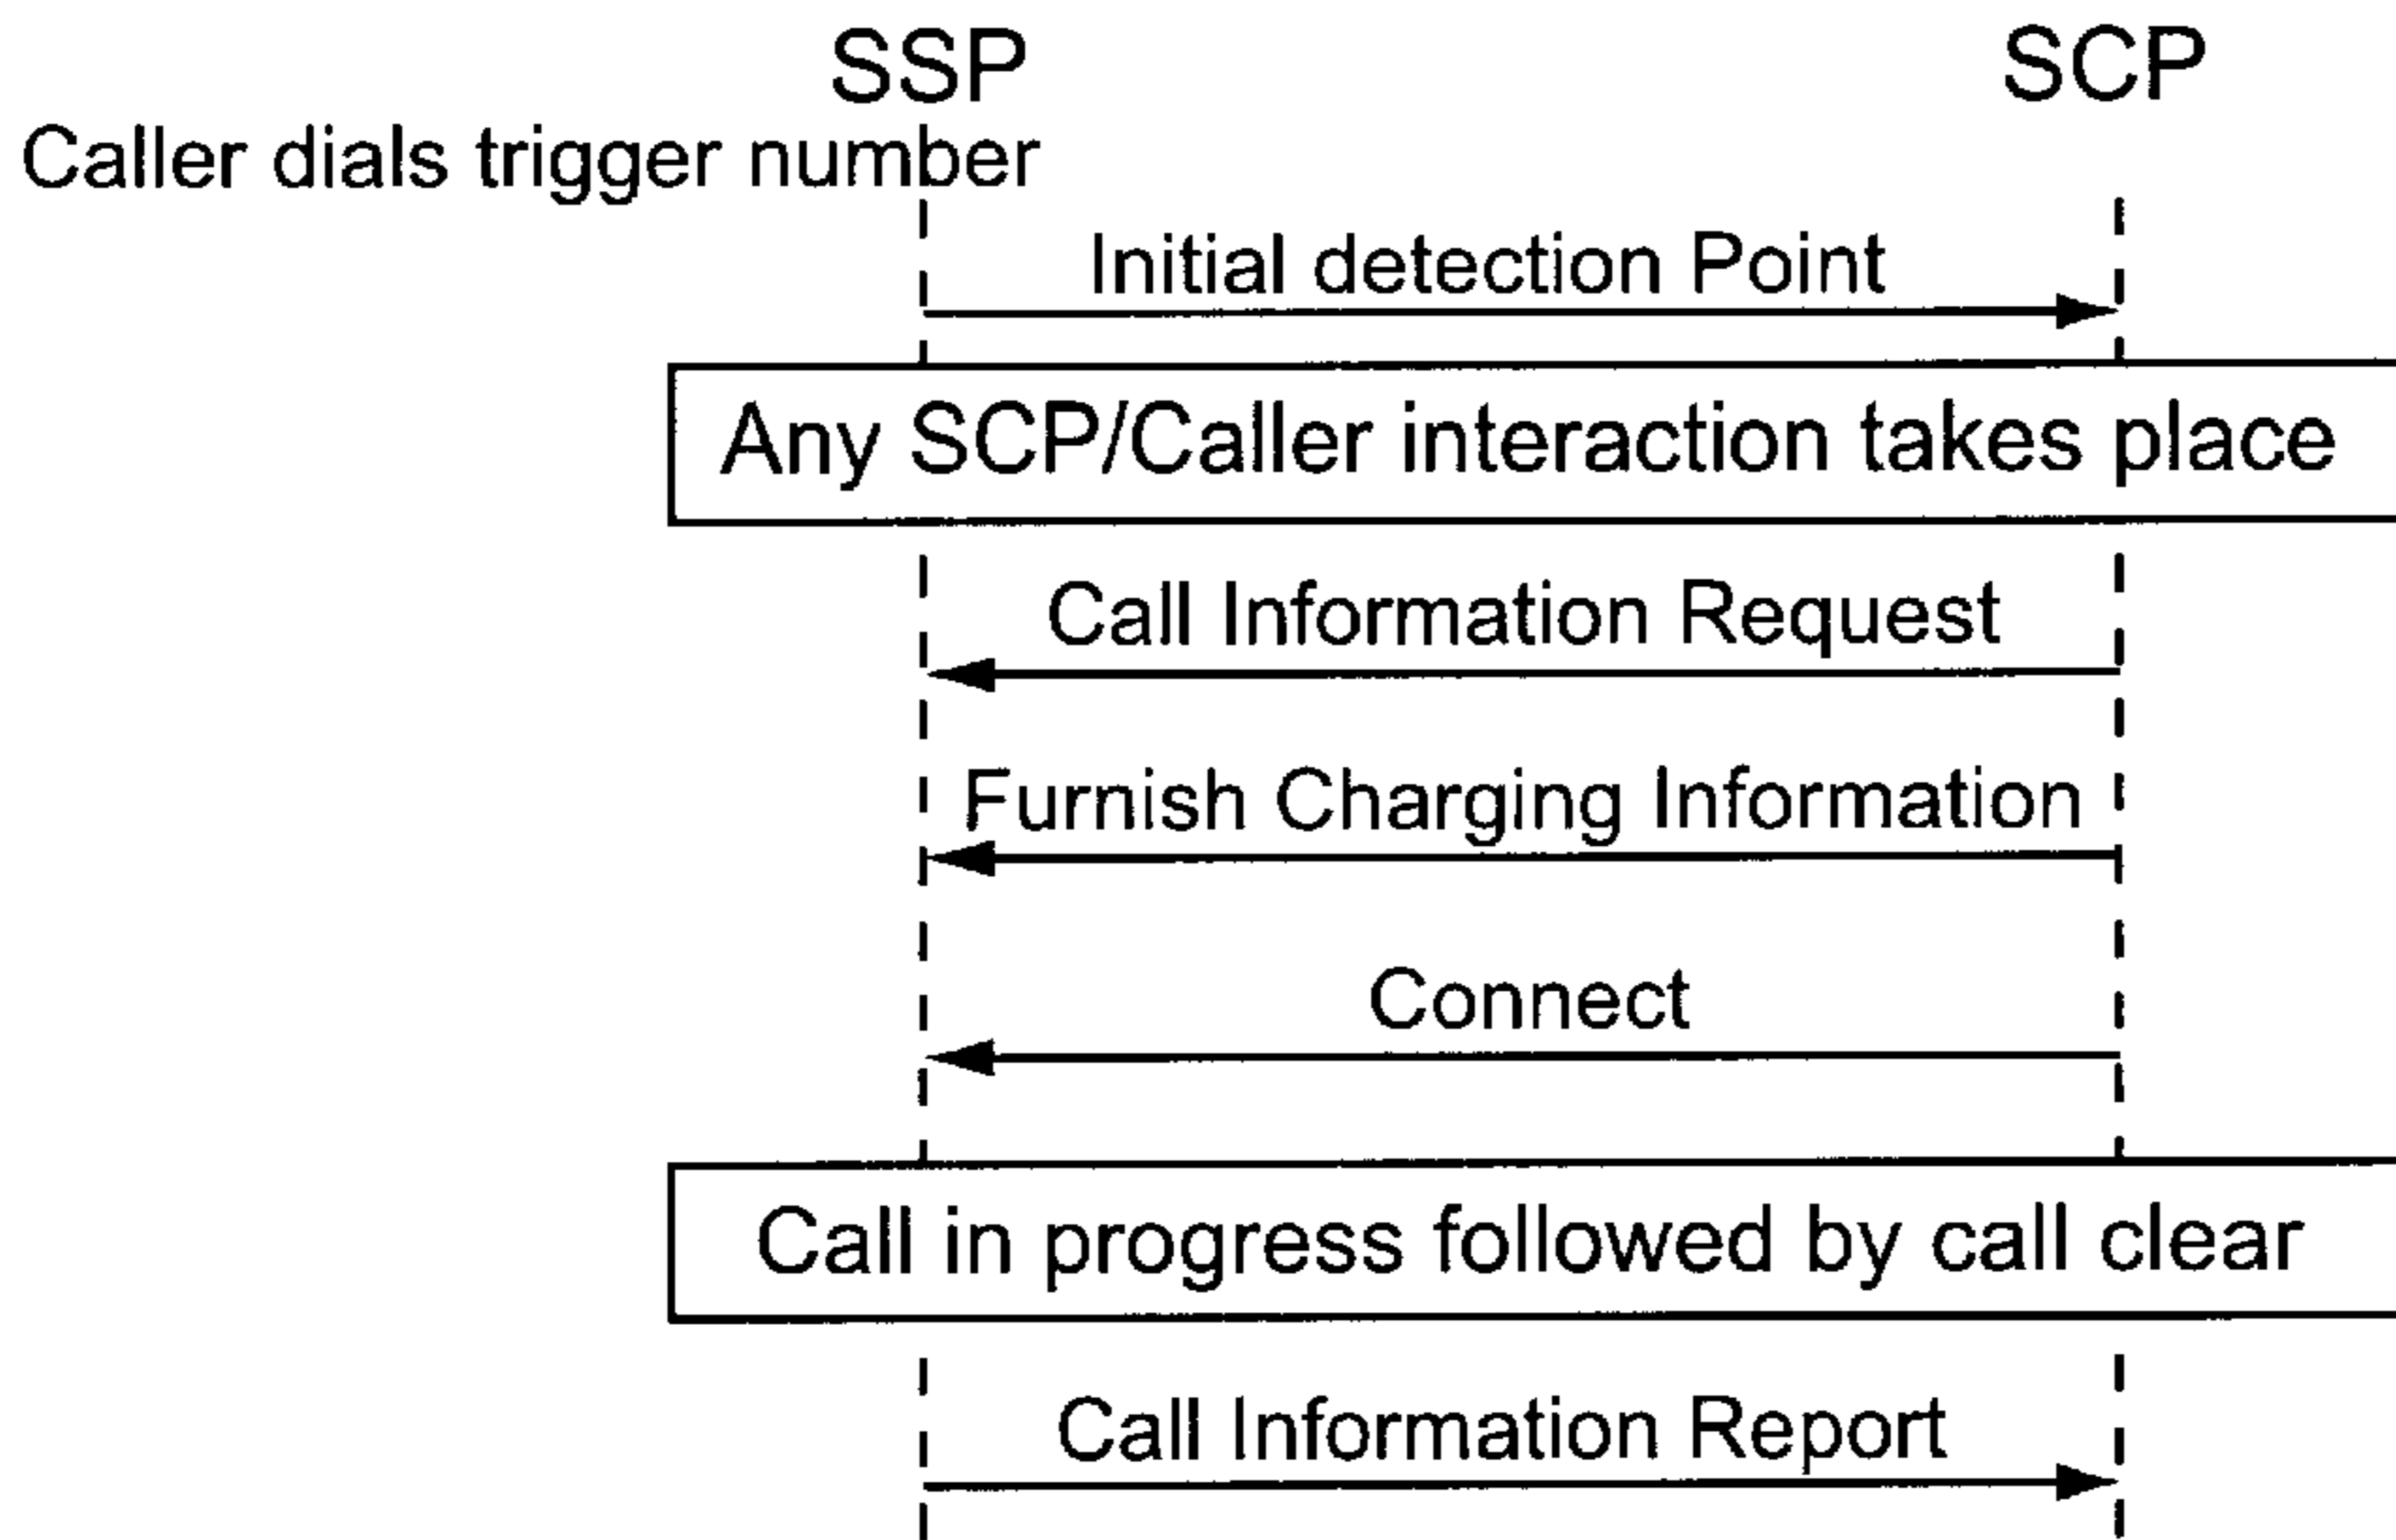 SSP
SCP
Caller dials trigger number
Initial detection Point
Any SCP/Caller interaction takes place
Call Information Request
Furnish Charging Information
Connect
Call in progress followed by call clear
Call Information Report